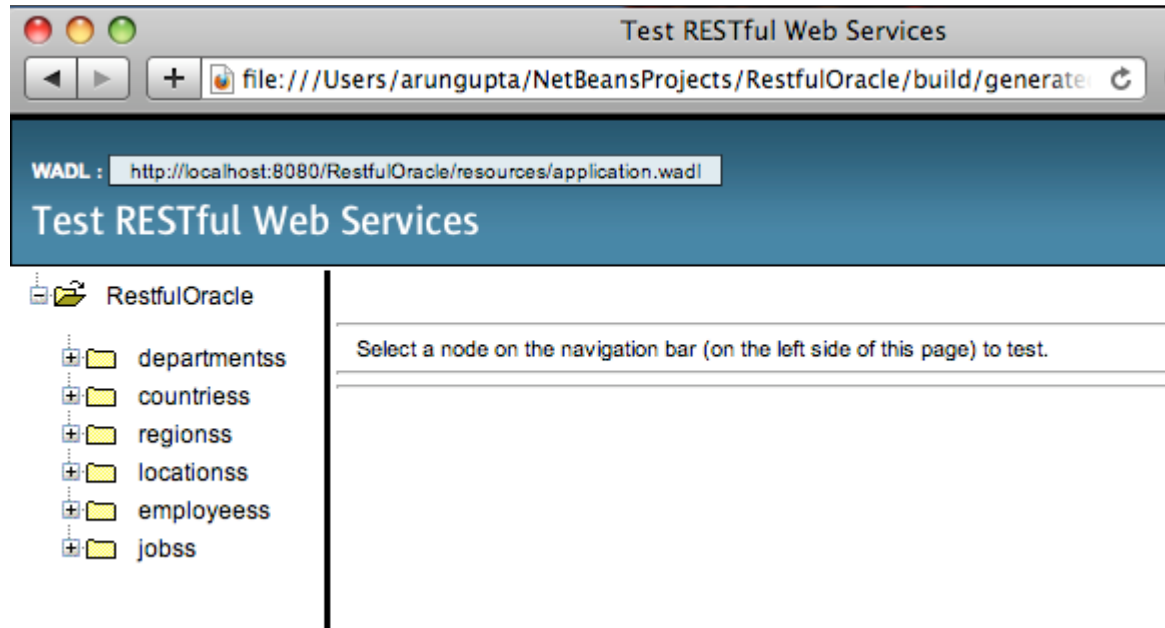 Test RESTful Web Services
file:///Users/arungupta/NetBeansProjects/RestfulOracle/build/generate
WADL : http://localhost:8080/RestfulOracle/resources/application.wadl
Test RESTful Web Services
RestfulOracle
Select a node on the navigation bar (on the left side of this page) to test.
departmentss
countriess
regionss
locationss
employeess
jobss